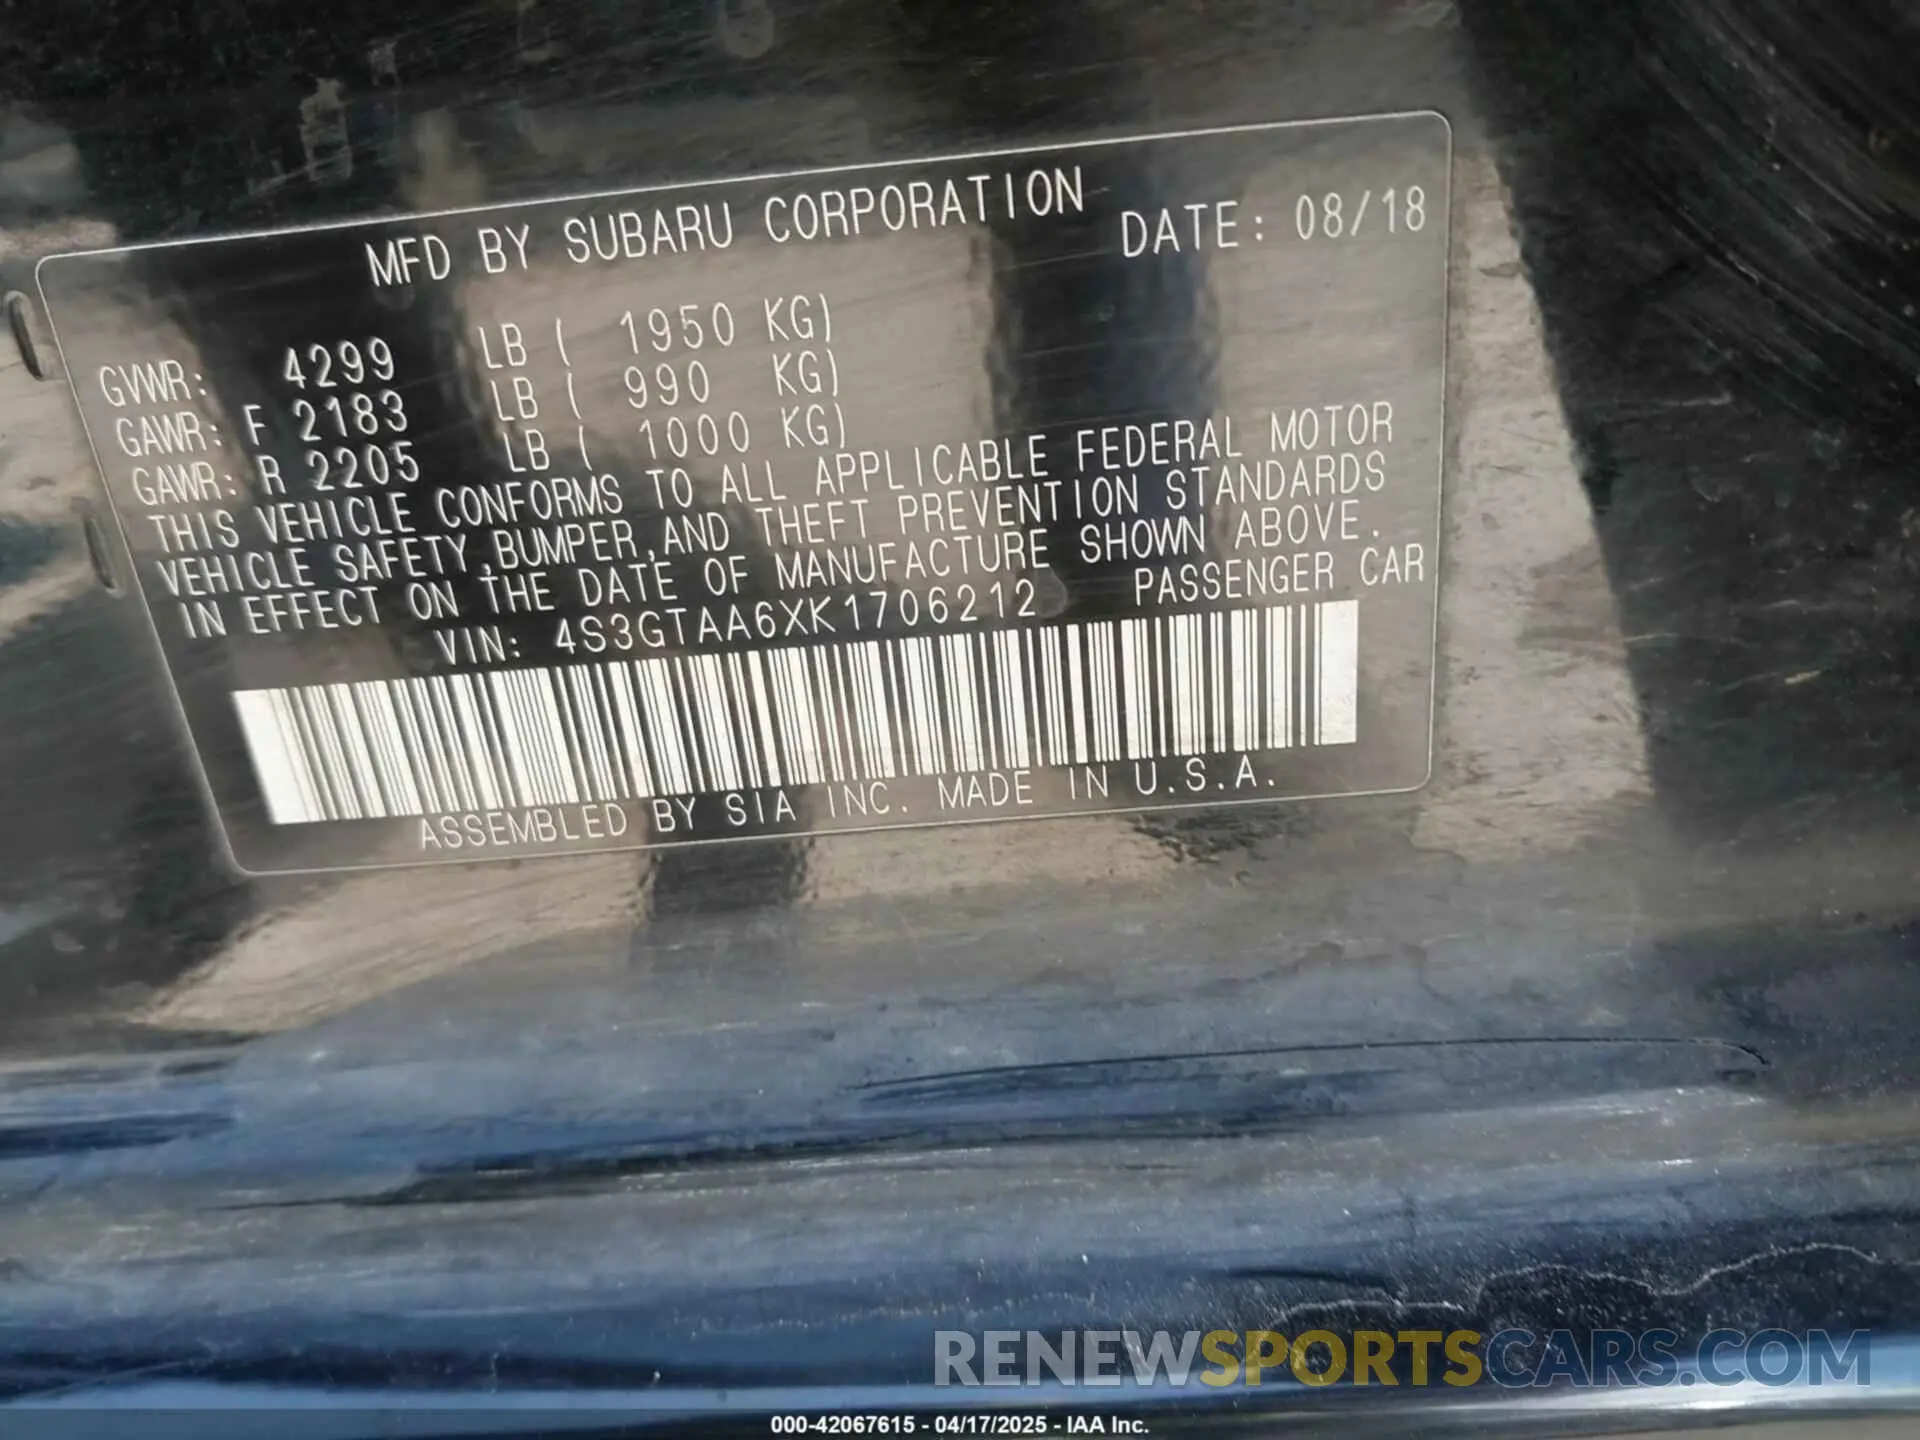 MFD BY SUBARU CORPORATION DATE: 08/18
GVWR: 4299 LB ( 1950 KG)
GAWR: F 2183 LB ( 990 KG)
GAWR: R 2205 LB ( 1000 KG)
THIS VEHICLE CONFORMS TO ALL APPLICABLE FEDERAL MOTOR
VEHICLE SAFETY,BUMPER,AND THEFT PREVENTION STANDARDS
IN EFFECT ON THE DATE OF MANUFACTURE SHOWN ABOVE.
VIN: 4S3GTAA6XK1706212 PASSENGER CAR
ASSEMBLED BY SIA INC. MADE IN U.S.A.
RENEWSPORTSCARS.COM
000-42067615 - 04/17/2025 - IAA Inc.